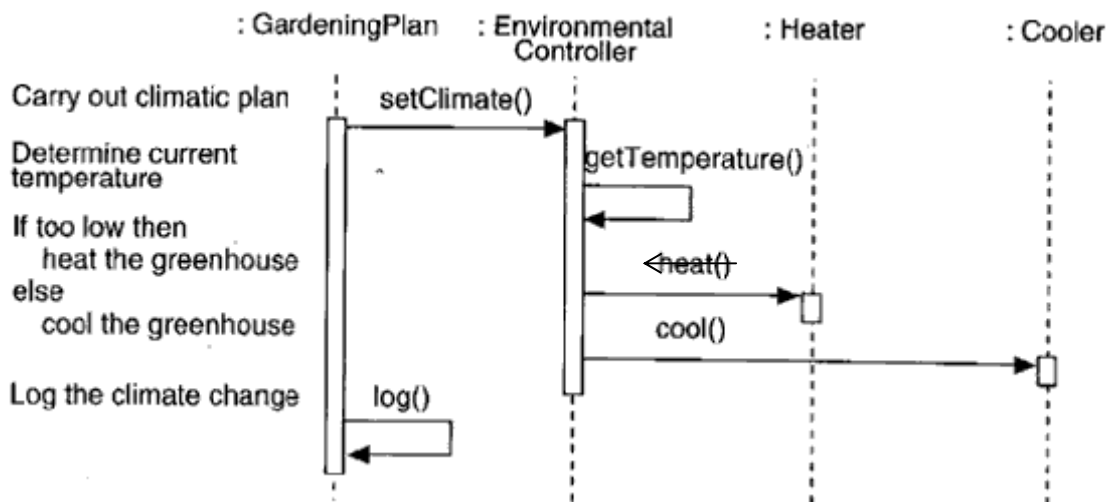 : GardeningPlan
: Environmental
Controller
: Heater
: Cooler
Carry out climatic plan
setClimate()
Determine current
temperature
getTemperature()
If too low then
heat the greenhouse
heat()
else
cool the greenhouse
cool()
Log the climate change
log()